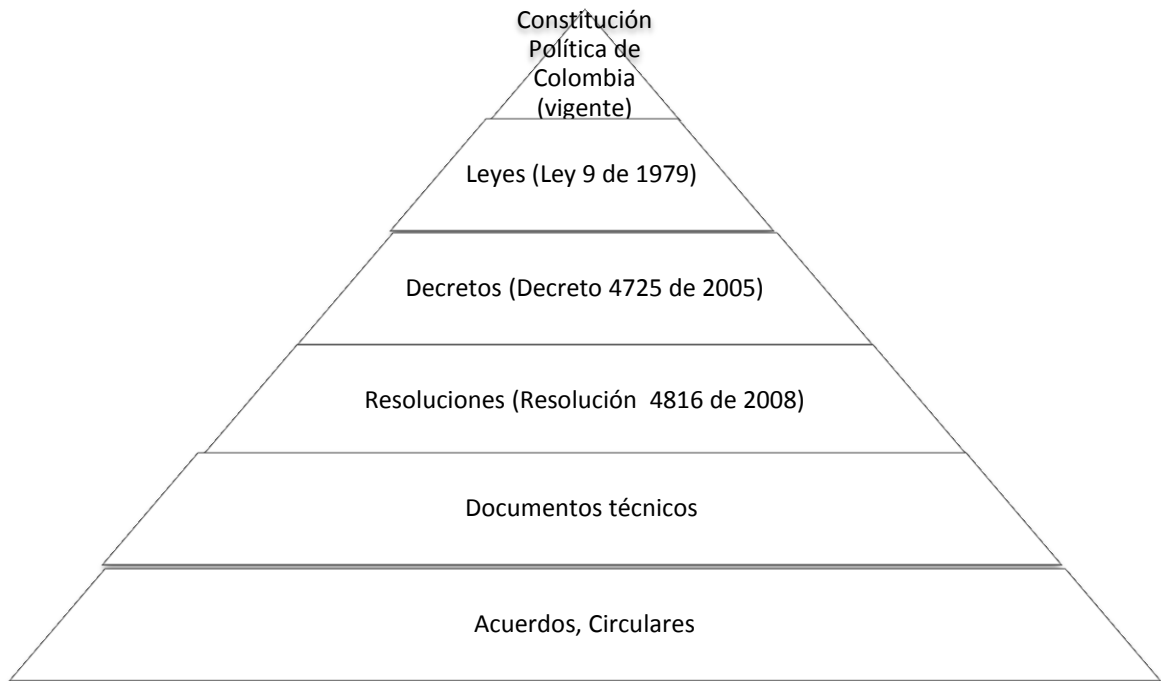 Constitución
Política de
Colombia
(vigente)
Leyes (Ley 9 de 1979)
Decretos (Decreto 4725 de 2005)
Resoluciones (Resolución  4816 de 2008)
Documentos técnicos
Acuerdos, Circulares